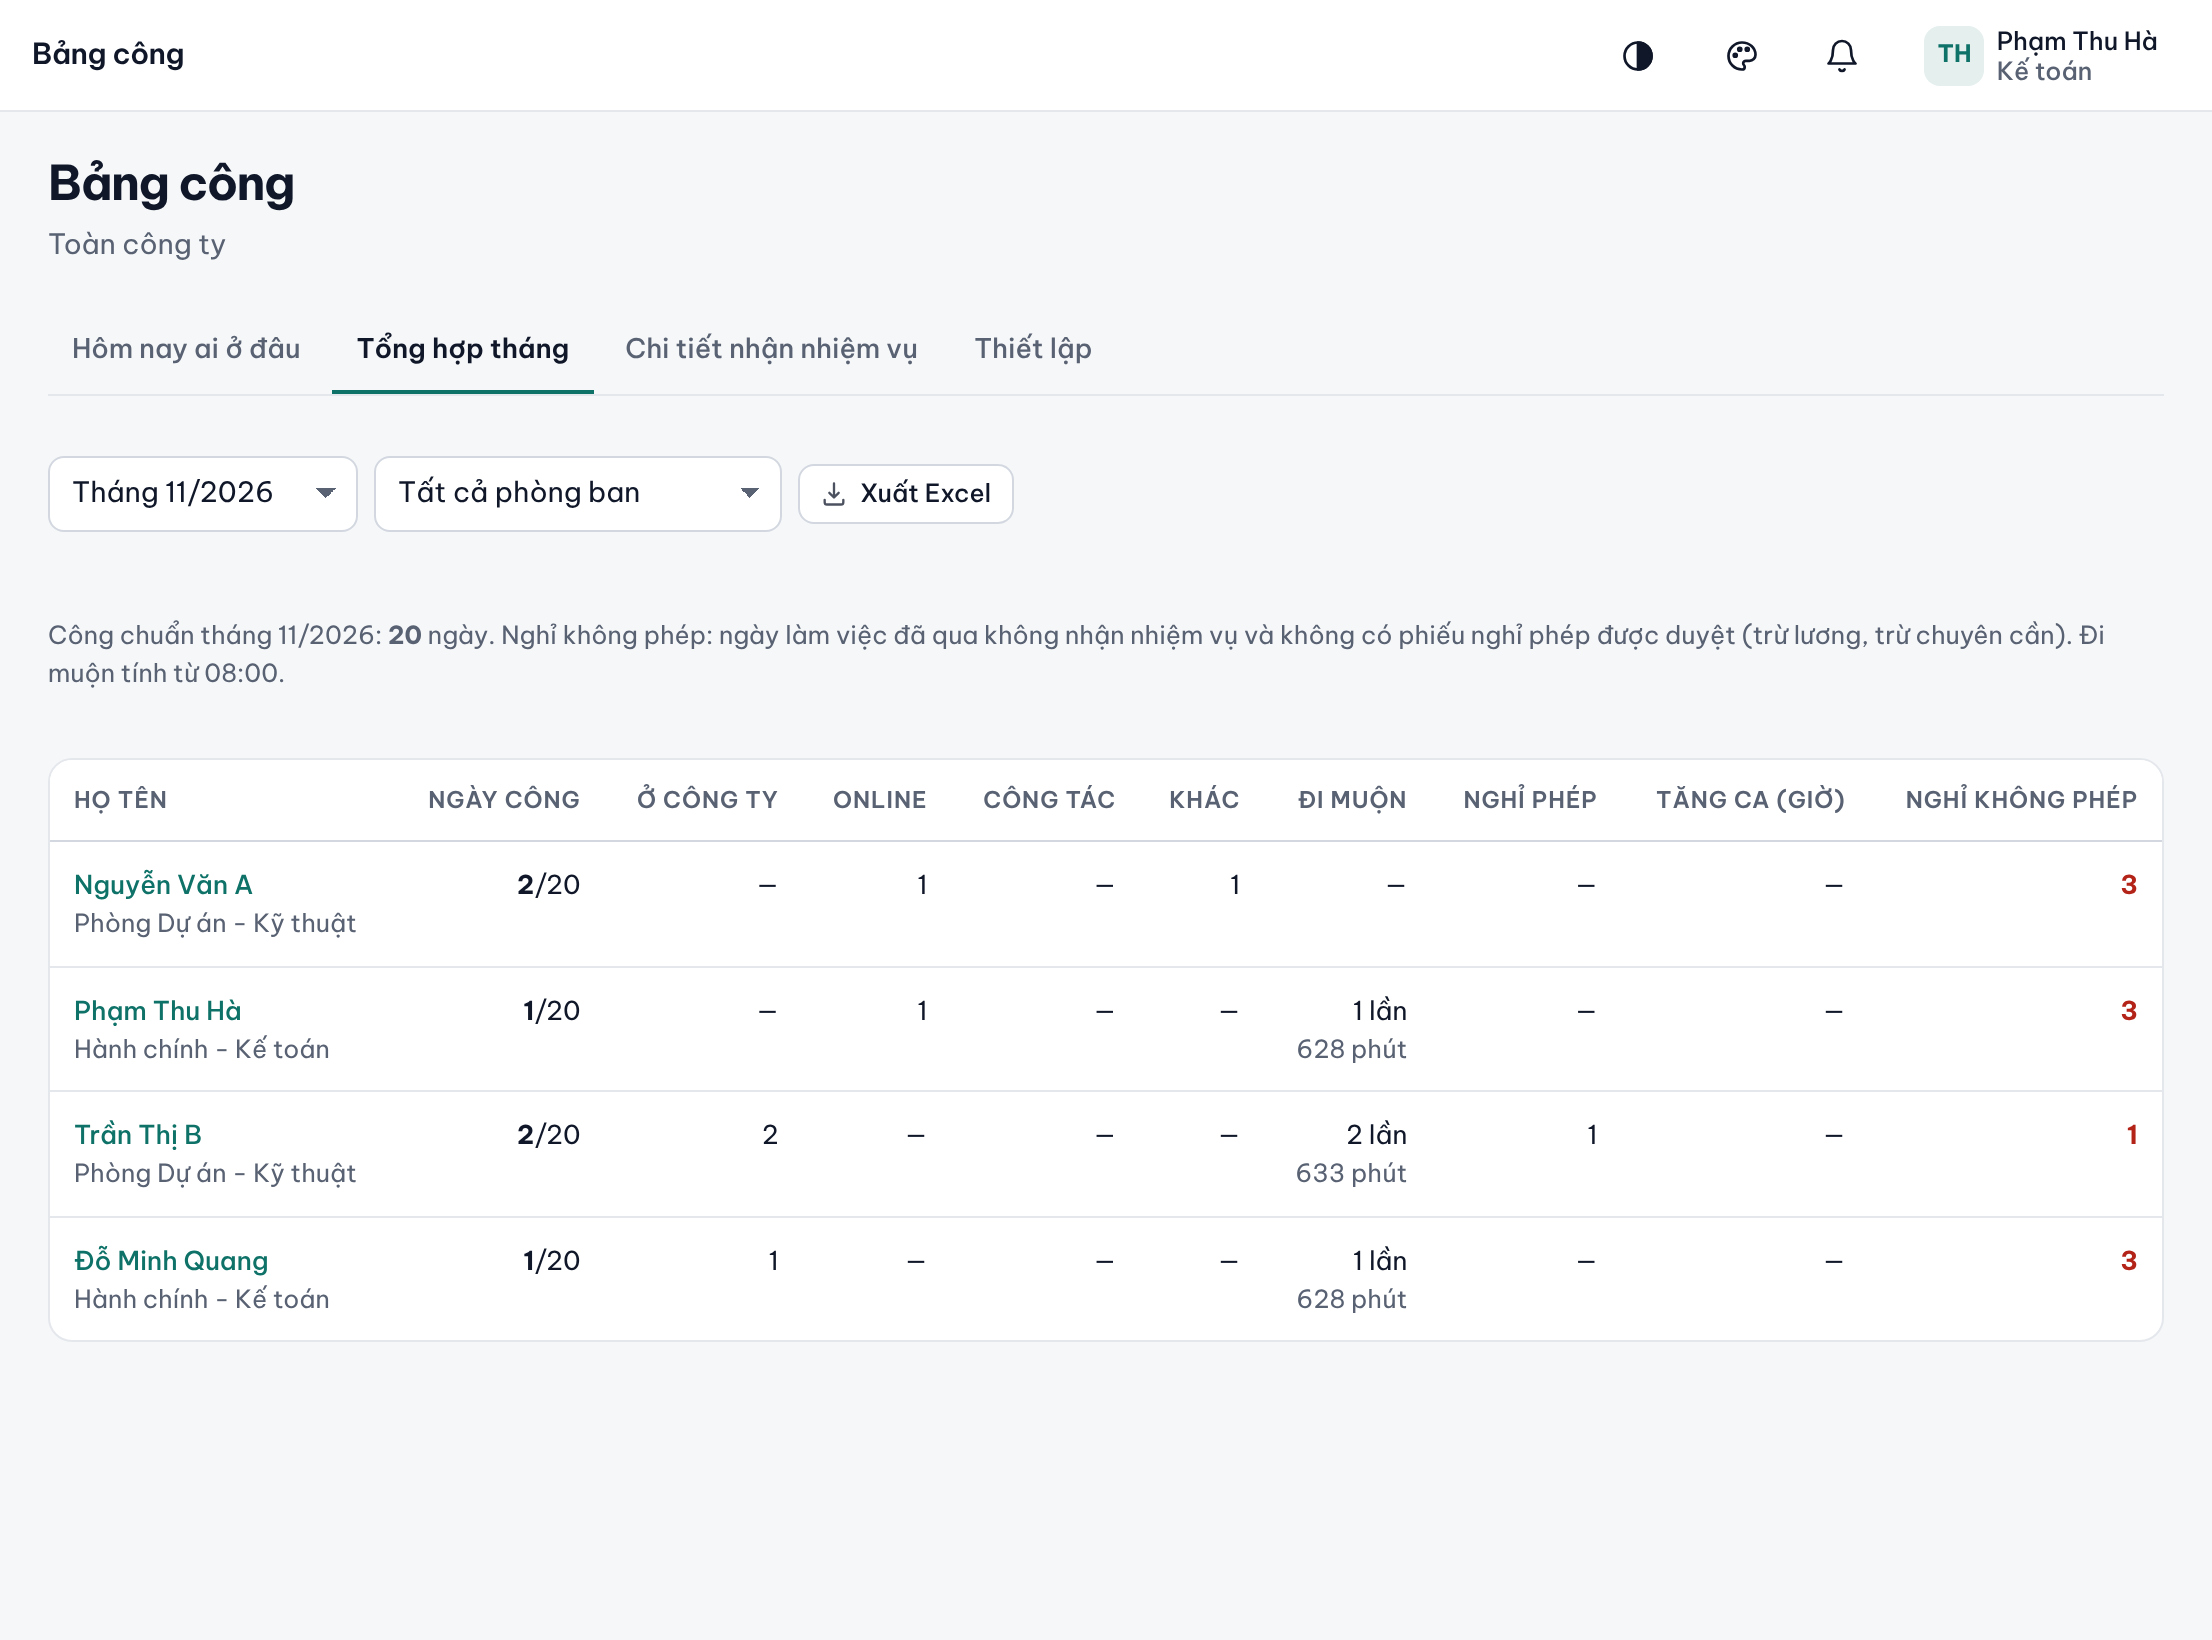 Bảng công
TH
Phạm Thu Hà
Kế toán
Bảng công
Toàn công ty
Hôm nay ai ở đâu
Tổng hợp tháng
Chi tiết nhận nhiệm vụ
Thiết lập
Tháng 11/2026
Tất cả phòng ban
Xuất Excel
Công chuẩn tháng 11/2026: 20 ngày. Nghỉ không phép: ngày làm việc đã qua không nhận nhiệm vụ và không có phiếu nghỉ phép được duyệt (trừ lương, trừ chuyên cần). Đi
muộn tính từ 08:00.
HỌ TÊN NGÀY CÔNG Ở CÔNG TY ONLINE CÔNG TÁC KHÁC ĐI MUỘN NGHỈ PHÉP TĂNG CA (GIỜ) NGHỈ KHÔNG PHÉP
Nguyễn Văn A 2/20 – 1 – 1 – – – 3
Phòng Dự án - Kỹ thuật
Phạm Thu Hà 1/20 – 1 – – 1 lần – – 3
Hành chính - Kế toán 628 phút
Trần Thị B 2/20 2 – – – 2 lần 1 – 1
Phòng Dự án - Kỹ thuật 633 phút
Đỗ Minh Quang 1/20 1 – – – 1 lần – – 3
Hành chính - Kế toán 628 phút